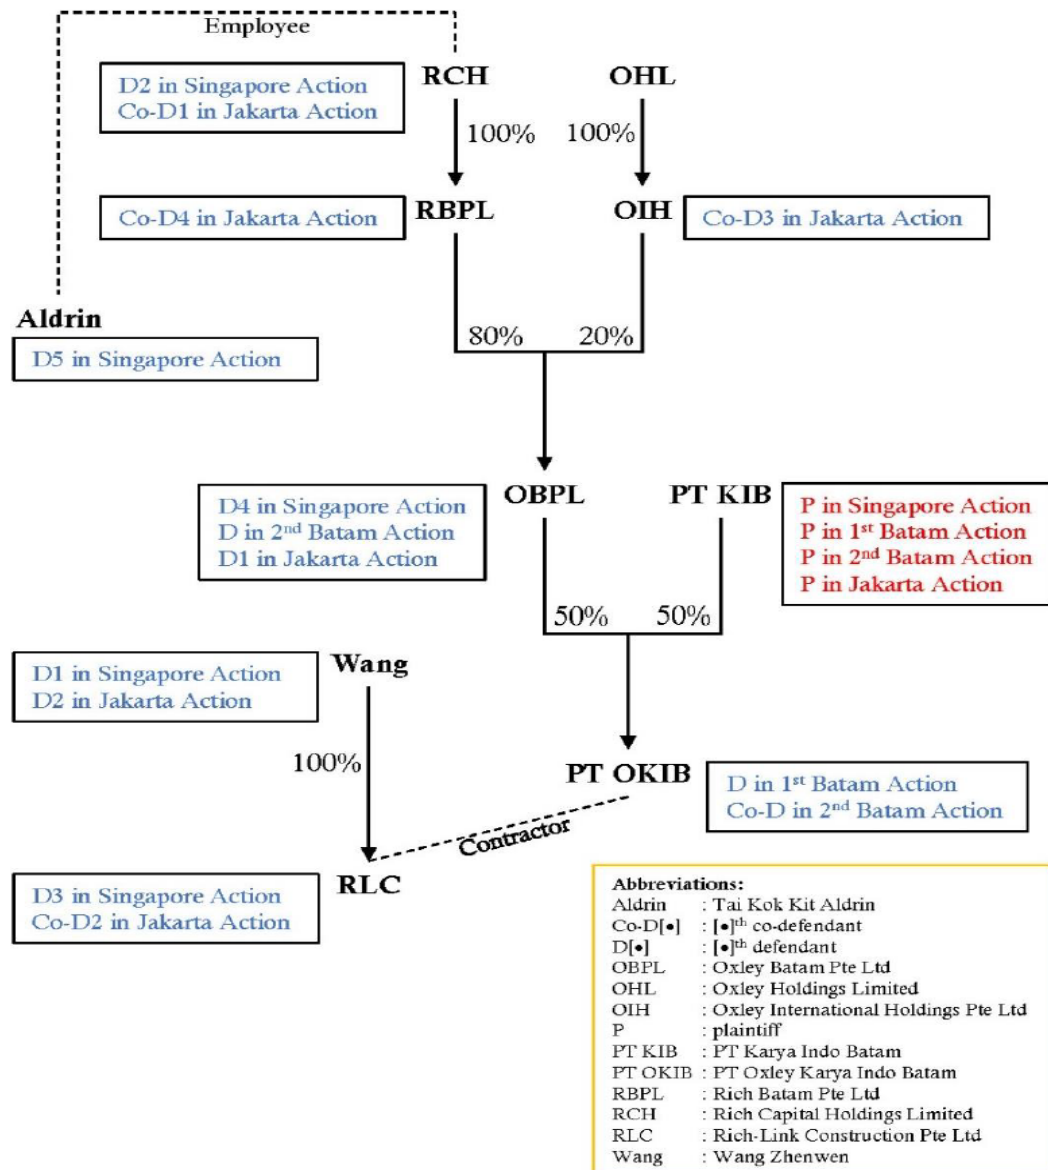 Employee
RCH
OHL
D2 in Singapore Action
Co-D1 in Jakarta Action
100%
100%
Co-D4 in Jakarta Action
RBPL
OIH
Co-D3 in Jakarta Action
Aldrin
80%
20%
D5 in Singapore Action
OBPL
PT KIB
D4 in Singapore Action
D in 2nd Batam Action
D1 in Jakarta Action
P in Singapore Action
P in 1st Batam Action
P in 2nd Batam Action
P in Jakarta Action
50%
50%
D1 in Singapore Action
D2 in Jakarta Action
Wang
100%
PT OKIB
D in 1st Batam Action
Co-D in 2nd Batam Action
Contractor
RLC
D3 in Singapore Action
Co-D2 in Jakarta Action
Abbreviations:
Aldrin : Tai Kok Kit Aldrin
Co-D[•] : [•]th co-defendant
D[•] : [•]th defendant
OBPL : Oxley Batam Pte Ltd
OHL : Oxley Holdings Limited
OIH : Oxley International Holdings Pte Ltd
P : plaintiff
PT KIB : PT Karya Indo Batam
PT OKIB : PT Oxley Karya Indo Batam
RBPL : Rich Batam Pte Ltd
RCH : Rich Capital Holdings Limited
RLC : Rich-Link Construction Pte Ltd
Wang : Wang Zhenwen